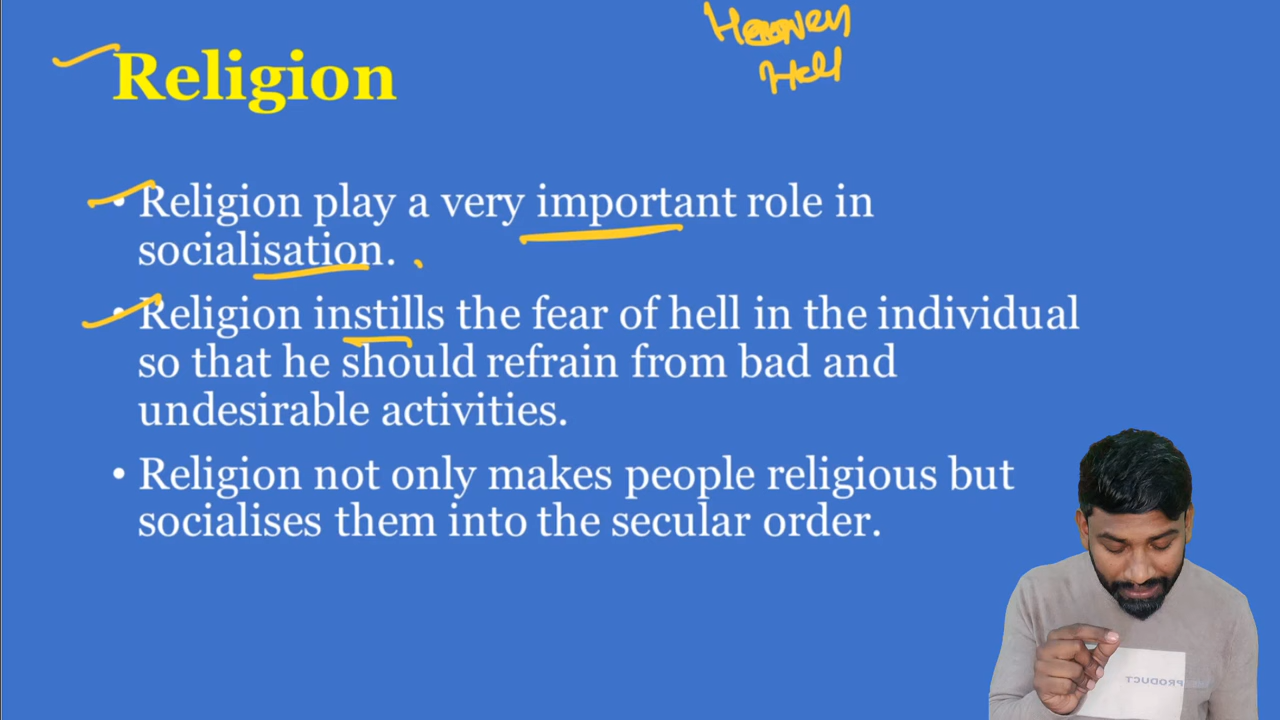 Heaven
Hell
Religion
• Religion play a very important role in
socialisation.
• Religion instills the fear of hell in the individual
so that he should refrain from bad and
undesirable activities.
• Religion not only makes people religious but
socialises them into the secular order.
PRODUCT